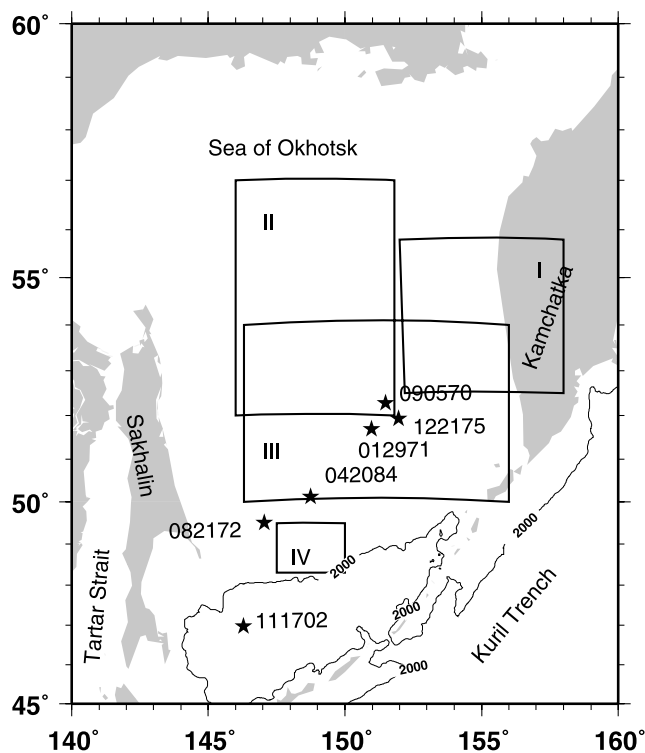 60°
Sea of Okhotsk
II
I
55°
Kamchatka
090570
122175
Sakhalin
012971
III
042084
50°
082172
2000
IV
2000
Tartar Strait
111702
2000
Kuril Trench
2000
45°
140°
145°
150°
155°
160°